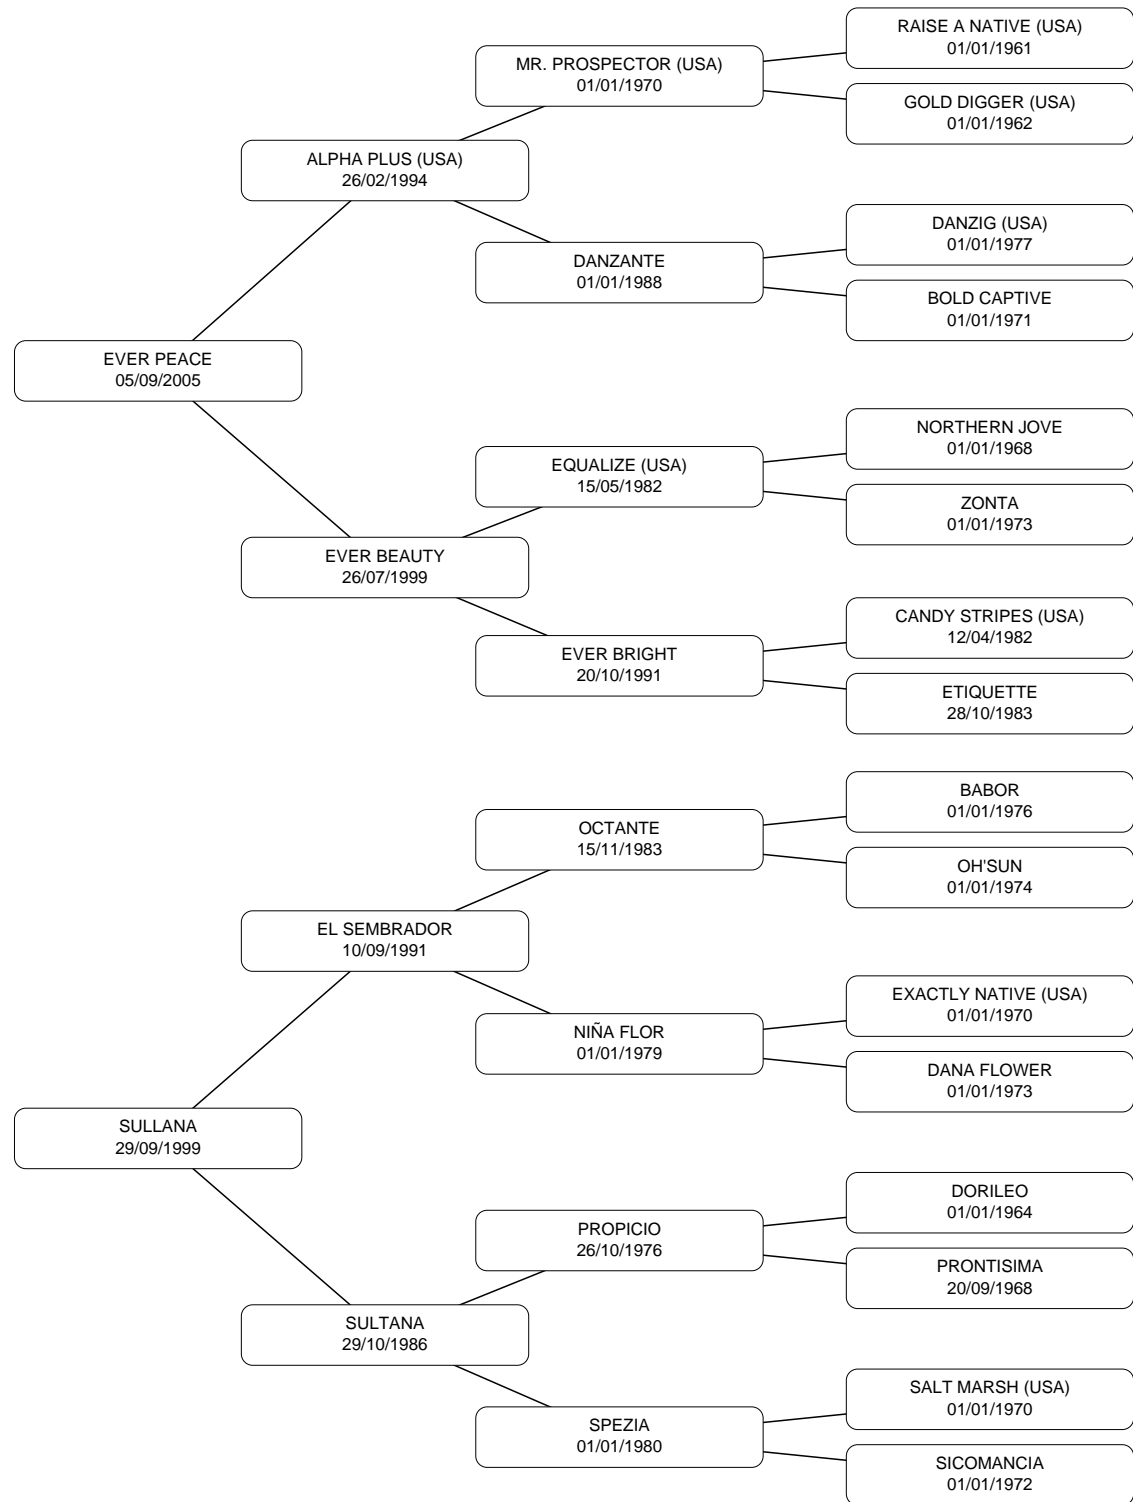 RAISE A NATIVE (USA)
01/01/1961
MR. PROSPECTOR (USA)
01/01/1970
GOLD DIGGER (USA)
01/01/1962
ALPHA PLUS (USA)
26/02/1994
DANZIG (USA)
01/01/1977
DANZANTE
01/01/1988
BOLD CAPTIVE
01/01/1971
EVER PEACE
05/09/2005
NORTHERN JOVE
01/01/1968
EQUALIZE (USA)
15/05/1982
ZONTA
01/01/1973
EVER BEAUTY
26/07/1999
CANDY STRIPES (USA)
12/04/1982
EVER BRIGHT
20/10/1991
ETIQUETTE
28/10/1983
BABOR
01/01/1976
OCTANTE
15/11/1983
OH'SUN
01/01/1974
EL SEMBRADOR
10/09/1991
EXACTLY NATIVE (USA)
01/01/1970
NIÑA FLOR
01/01/1979
DANA FLOWER
01/01/1973
SULLANA
29/09/1999
DORILEO
01/01/1964
PROPICIO
26/10/1976
PRONTISIMA
20/09/1968
SULTANA
29/10/1986
SALT MARSH (USA)
01/01/1970
SPEZIA
01/01/1980
SICOMANCIA
01/01/1972